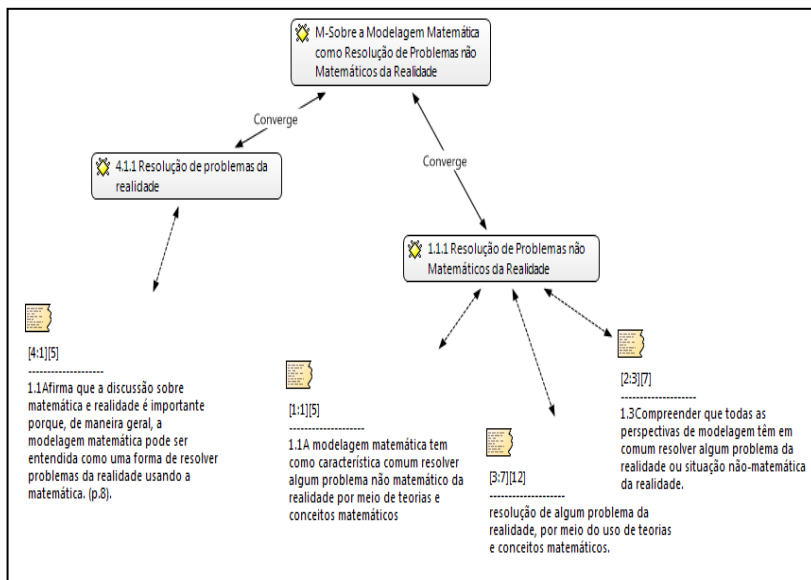 M-Sobre a Modelagem Matemática
como Resolução de Problemas não
Matemáticos da Realidade
Converge
Converge
4.1.1 Resolução de problemas da
realidade
1.1.1 Resolução de Problemas não
Matemáticos da Realidade
[4:1][5]
--------------------
1.1Afirma que a discussão sobre
matemática e realidade é importante
porque, de maneira geral, a
modelagem matemática pode ser
entendida como uma forma de resolver
problemas da realidade usando a
matemática. (p.8).
[1:1][5]
--------------------
1.1A modelagem matemática tem
como característica comum resolver
algum problema não matemático da
realidade por meio de teorias e
conceitos matemáticos
[3:7][12]
--------------------
resolução de algum problema da
realidade, por meio do uso de teorias
e conceitos matemáticos.
[2:3][7]
--------------------
1.3Compreender que todas as
perspectivas de modelagem têm em
comum resolver algum problema da
realidade ou situação não-matemática
da realidade.